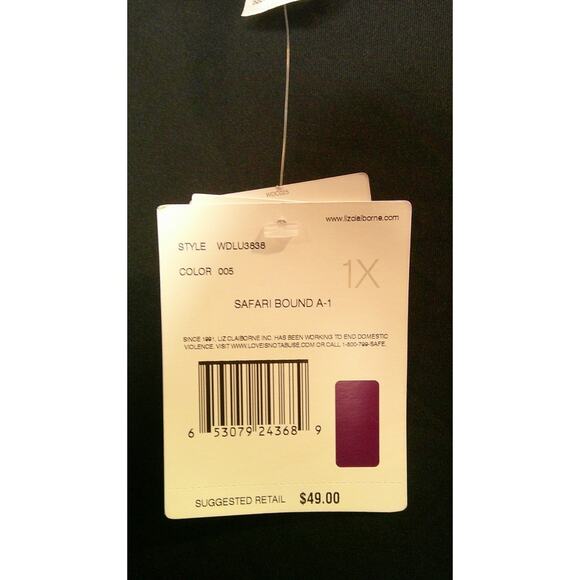 www.lizclaiborne.com
STYLE WDLU3838
COLOR 005
1X
SAFARI BOUND A-1
SINCE 1991, LIZ CLAIBORNE INC. HAS BEEN WORKING TO END DOMESTIC
VIOLENCE. VISIT WWW.LOVEISNOTABUSE.COM OR CALL 1-800-799-SAFE.
6 53079 24368 9
SUGGESTED RETAIL $49.00